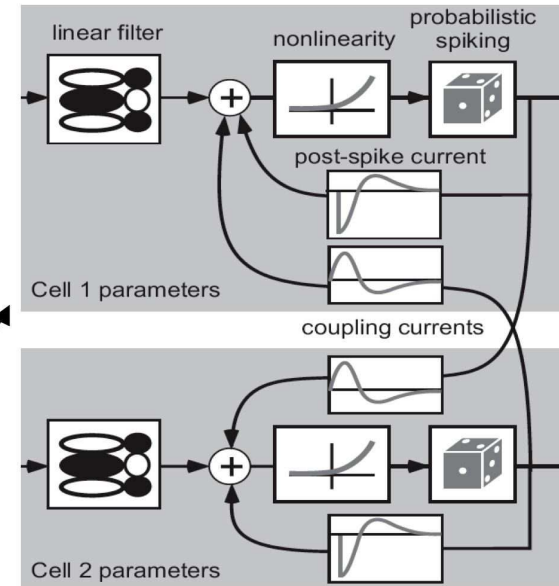 linear filter
nonlinearity
probabilistic
spiking
+
post-spike current
Cell 1 parameters
coupling currents
+
Cell 2 parameters